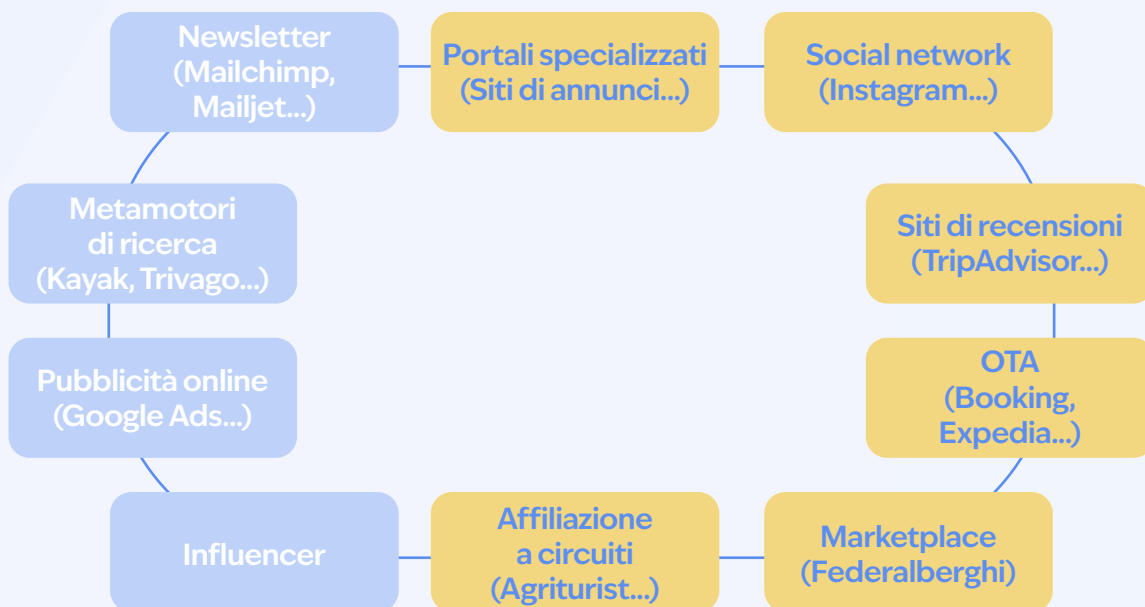 Newsletter
(Mailchimp,
Mailjet...)
Portali specializzati
(Siti di annunci...)
Social network
(Instagram...)
Metamotori
di ricerca
(Kayak, Trivago...)
Siti di recensioni
(TripAdvisor...)
Pubblicità online
(Google Ads...)
OTA
(Booking,
Expedia...)
Influencer
Affiliazione
a circuiti
(Agriturist...)
Marketplace
(Federalberghi)